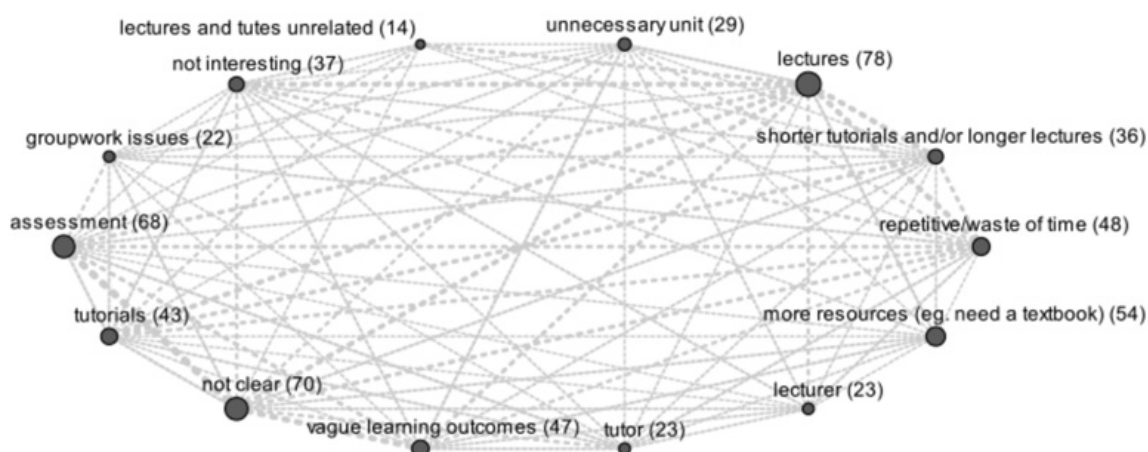 lectures and tutes unrelated (14)
unnecessary unit (29)
not interesting (37)
lectures (78)
groupwork issues (22)
shorter tutorials and/or longer lectures (36)
assessment (68)
repetitive/waste of time (48)
tutorials (43)
more resources (eg. need a textbook) (54)
not clear (70)
lecturer (23)
vague learning outcomes (47)
tutor (23)